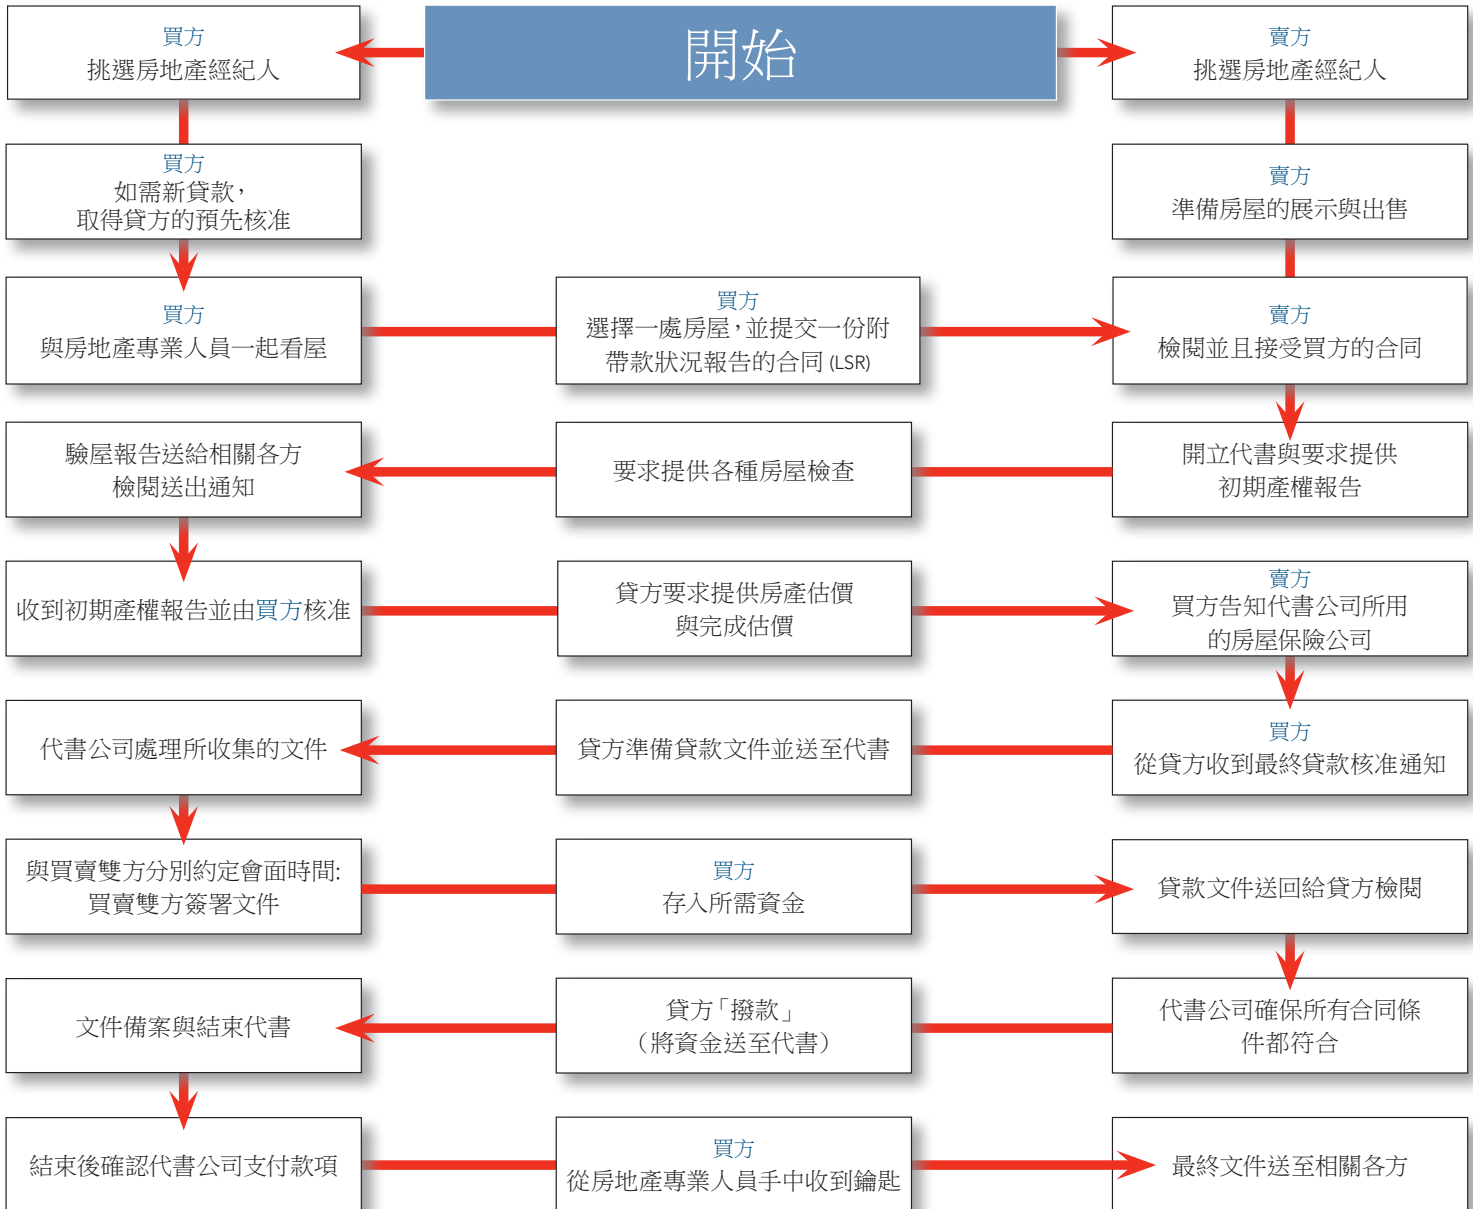 開始
買方
挑選房地產經紀人
賣方
挑選房地產經紀人
買方
如需新貸款，
取得貸方的預先核准
賣方
準備房屋的展示與出售
買方
與房地產專業人員一起看屋
買方
選擇一處房屋，並提交一份附
帶款狀況報告的合同 (LSR)
賣方
檢閱並且接受買方的合同
開立代書與要求提供
初期產權報告
要求提供各種房屋檢查
驗屋報告送給相關各方
檢閱送出通知
收到初期產權報告並由買方核准
貸方要求提供房產估價
與完成估價
賣方
買方告知代書公司所用
的房屋保險公司
買方
從貸方收到最終貸款核准通知
貸方準備貸款文件並送至代書
代書公司處理所收集的文件
與買賣雙方分別約定會面時間:
買賣雙方簽署文件
買方
存入所需資金
貸款文件送回給貸方檢閱
代書公司確保所有合同條
件都符合
貸方「撥款」
（將資金送至代書）
文件備案與結束代書
結束後確認代書公司支付款項
買方
從房地產專業人員手中收到鑰匙
最終文件送至相關各方